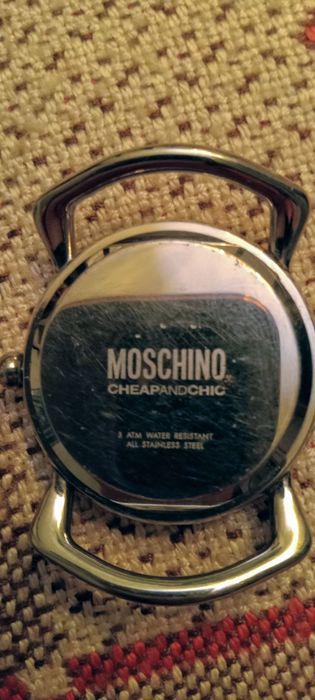 MOSCHINO
CHEAPANDCHIC
3 ATM WATER RESISTANT
ALL STAINLESS STEEL